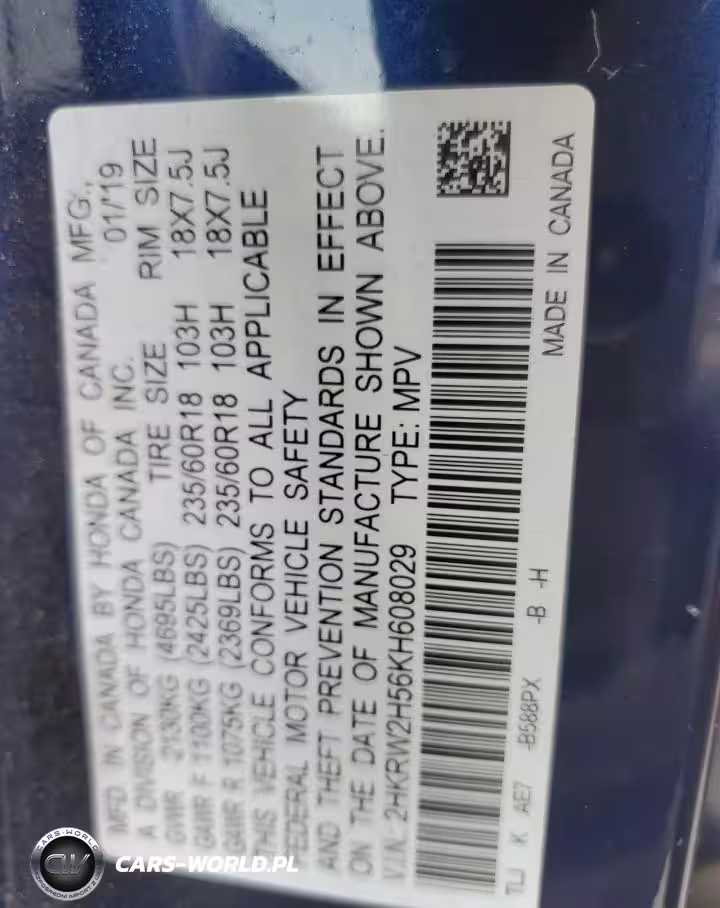 MFD IN CANADA BY HONDA OF CANADA MFG.,
A DIVISION OF HONDA CANADA INC. 01/'19
GVWR 2130KG (4695LBS) TIRE SIZE RIM SIZE
GAWR F 1100KG (2425LBS) 235/60R18 103H 18X7.5J
GAWR R 1075KG (2369LBS) 235/60R18 103H 18X7.5J
THIS VEHICLE CONFORMS TO ALL APPLICABLE
FEDERAL MOTOR VEHICLE SAFETY
AND THEFT PREVENTION STANDARDS IN EFFECT
ON THE DATE OF MANUFACTURE SHOWN ABOVE.
V.I.N: 2HKRW2H56KH608029 TYPE: MPV
TLJ K AE7 -B588PX -B -H
MADE IN CANADA
CARS-WORLD.PL
CW